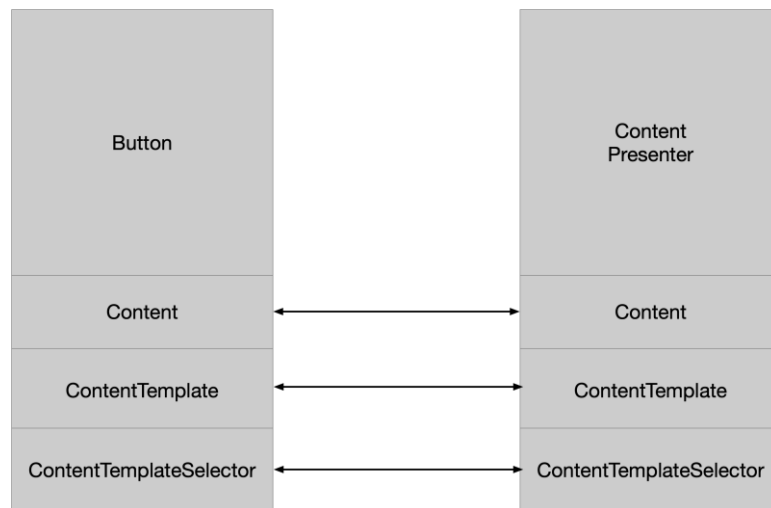 Button
Content
Presenter
Content
Content
ContentTemplate
ContentTemplate
ContentTemplateSelector
ContentTemplateSelector